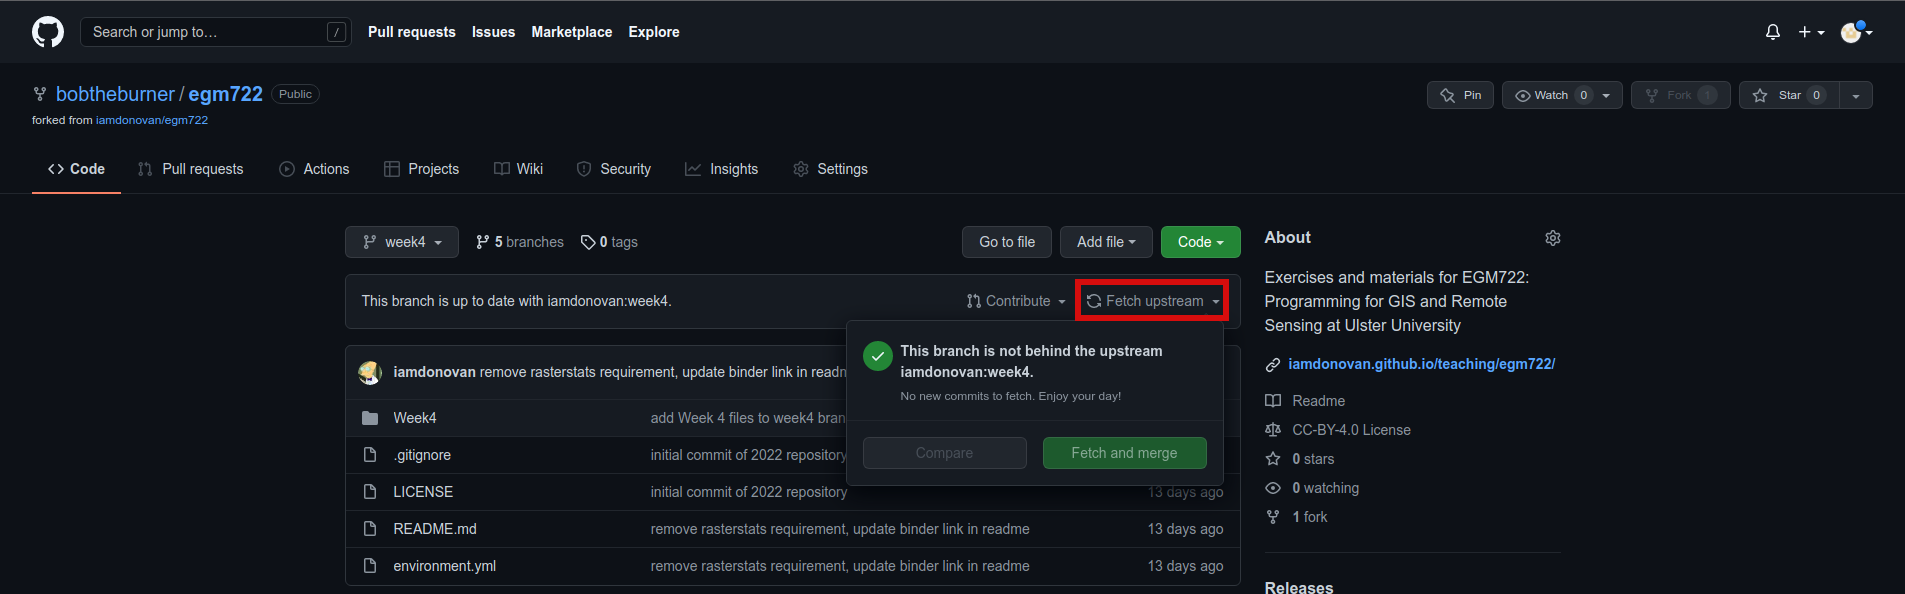 Search or jump to… /
Pull requests Issues Marketplace Explore
bobtheburner / egm722 Public
Pin Watch 0 Fork 1 Star 0
forked from iamdonovan/egm722
<> Code Pull requests Actions Projects Wiki Security Insights Settings
week4 5 branches 0 tags Go to file Add file Code
This branch is up to date with iamdonovan:week4. Contribute Fetch upstream
This branch is not behind the upstream
iamdonovan:week4.
No new commits to fetch. Enjoy your day!
Compare Fetch and merge
iamdonovan remove rasterstats requirement, update binder link in readm
Week4 add Week 4 files to week4 bran
.gitignore initial commit of 2022 repository
LICENSE initial commit of 2022 repository 13 days ago
README.md remove rasterstats requirement, update binder link in readme 13 days ago
environment.yml remove rasterstats requirement, update binder link in readme 13 days ago
About
Exercises and materials for EGM722:
Programming for GIS and Remote
Sensing at Ulster University
iamdonovan.github.io/teaching/egm722/
Readme
CC-BY-4.0 License
0 stars
0 watching
1 fork
Releases